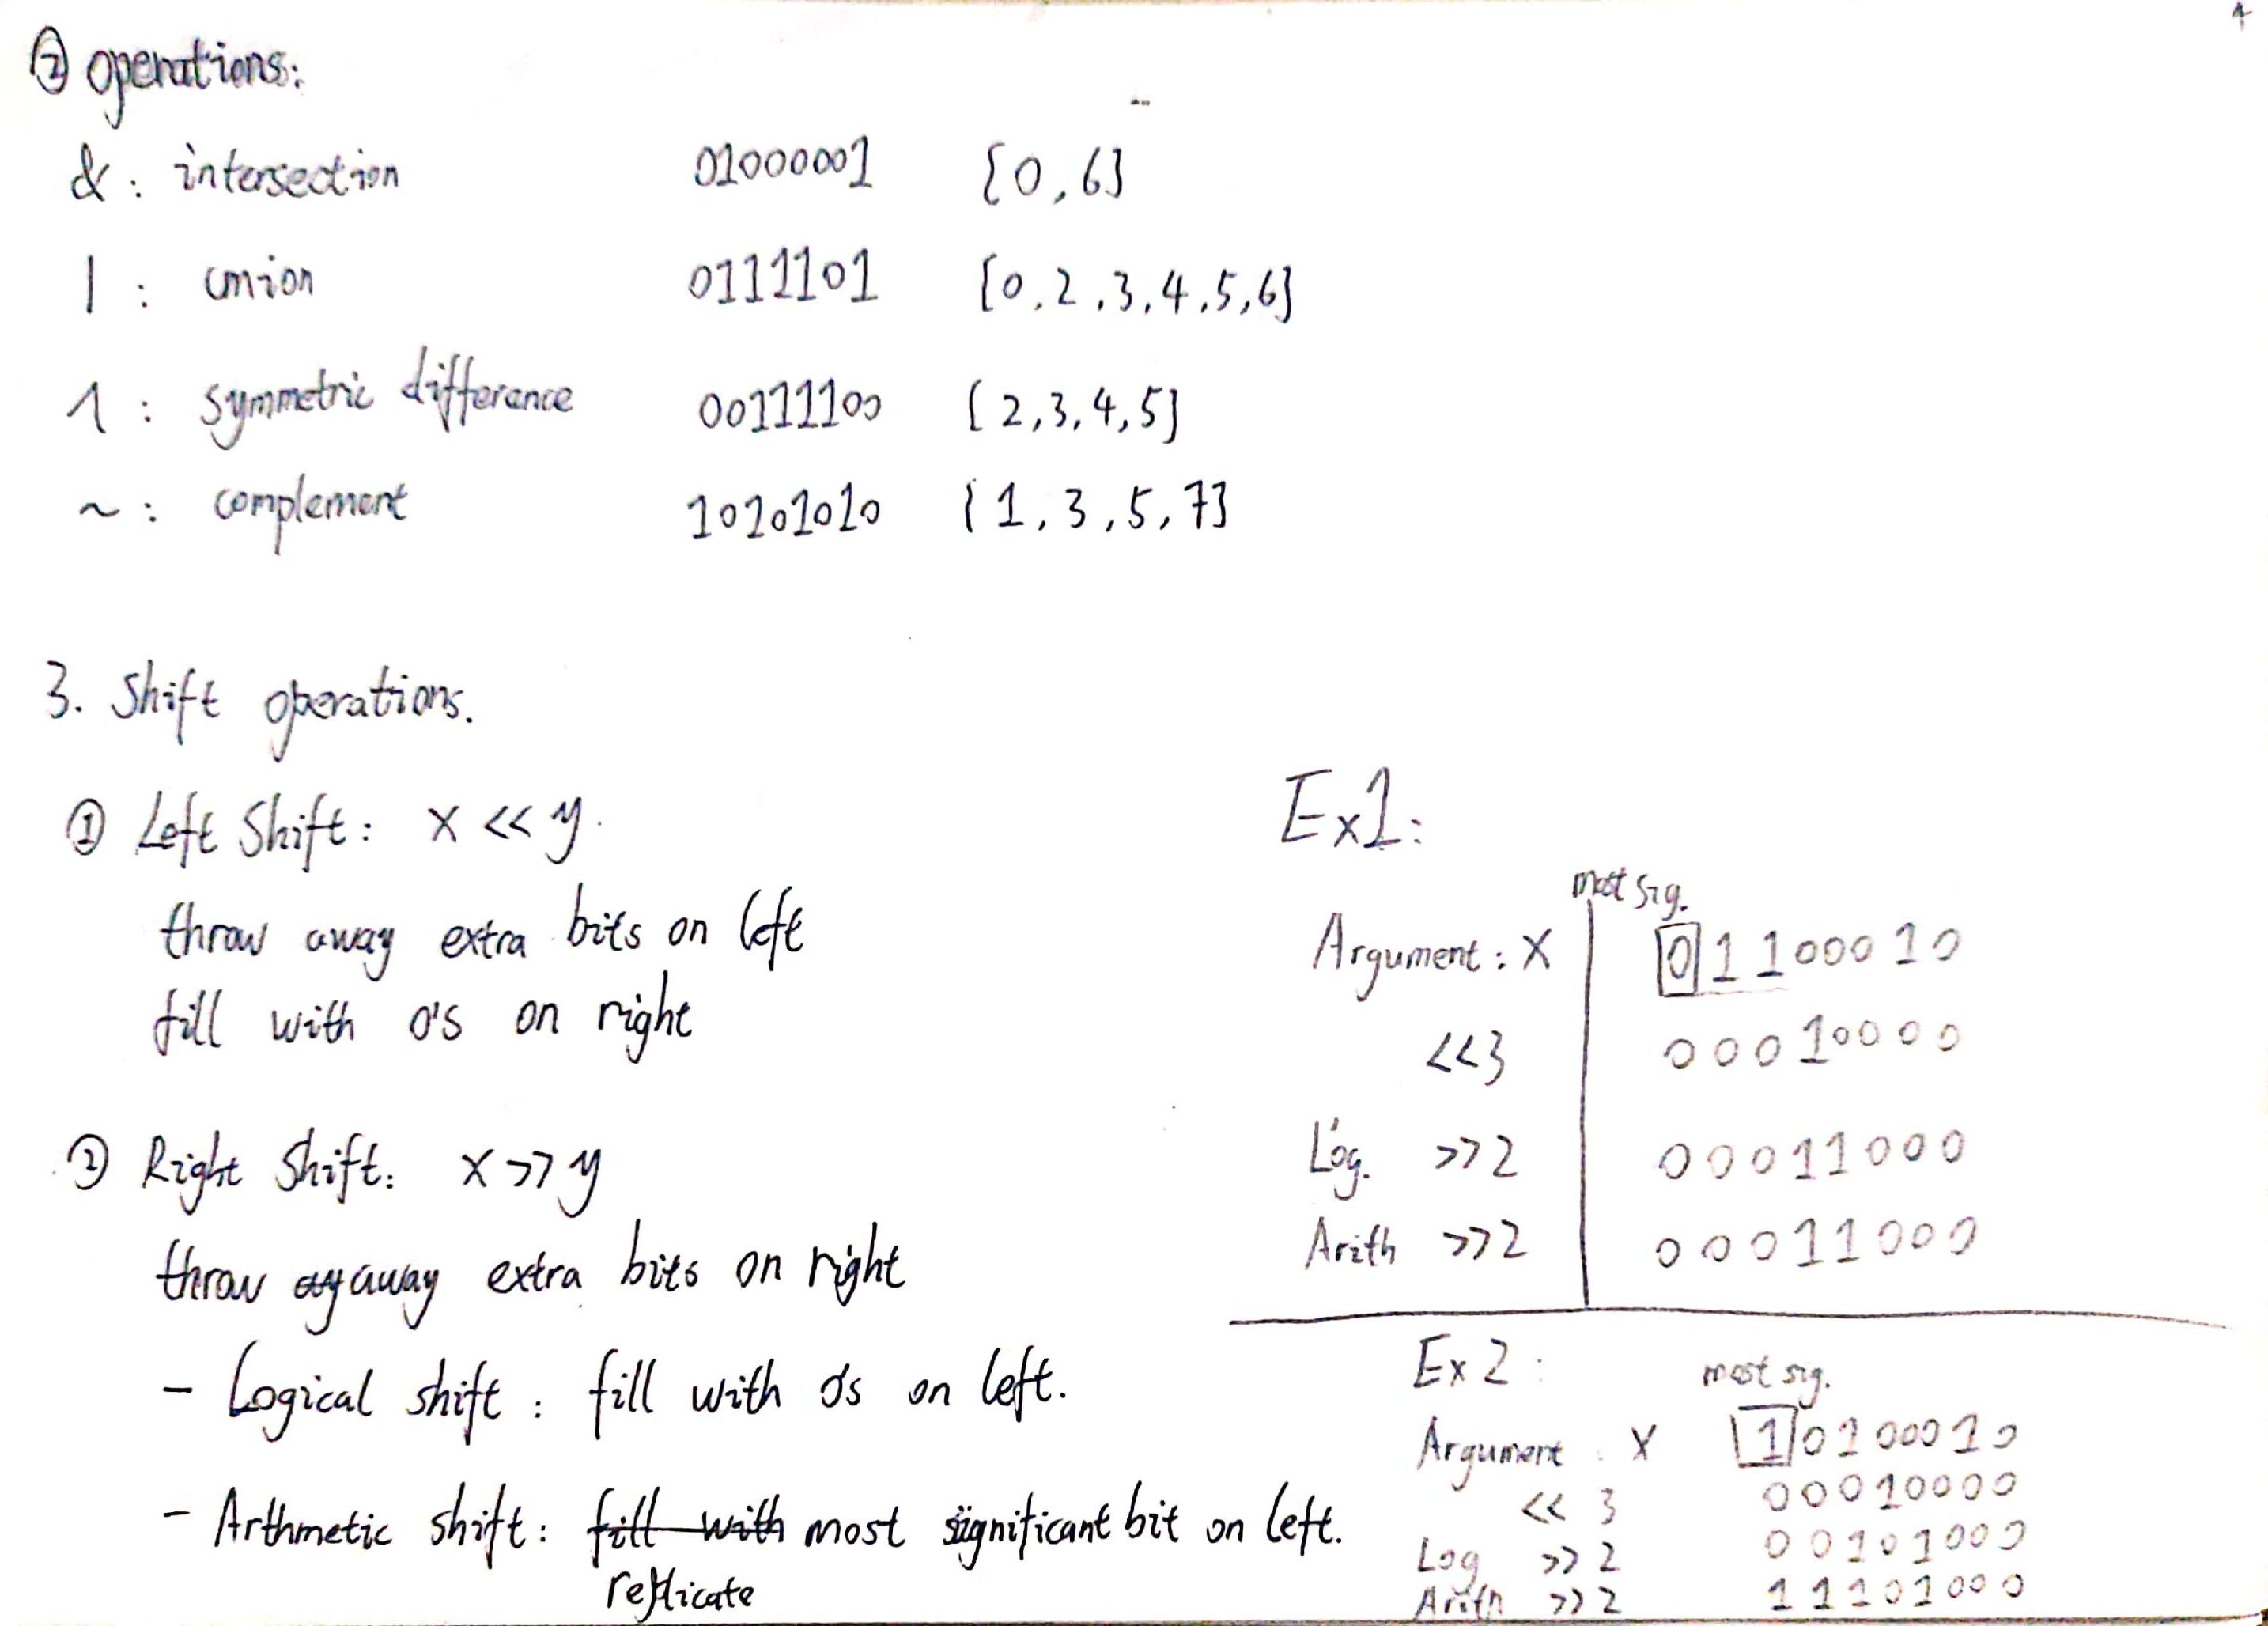 ② operations:
& : intersection 01000001 {0, 6}
| : union 0111101 {0, 2, 3, 4, 5, 6}
^ : symmetric difference 00111100 {2, 3, 4, 5}
~ : complement 10101010 {1, 3, 5, 7}
3. Shift operations.
① Left Shift: x << y.
throw away extra bits on left
fill with 0's on right
② Right Shift: x >> y
throw away extra bits on right
- Logical shift : fill with 0's on left.
- Arthmetic shift : fill with most significant bit on left.
replicate
Ex1:
most sig.
Argument : X 01100010
<<3 00010000
Log. >>2 00011000
Arith >>2 00011000
Ex 2 :
most sig.
Argument : X 10100010
<< 3 00010000
Log >> 2 00101000
Arith >> 2 11101000